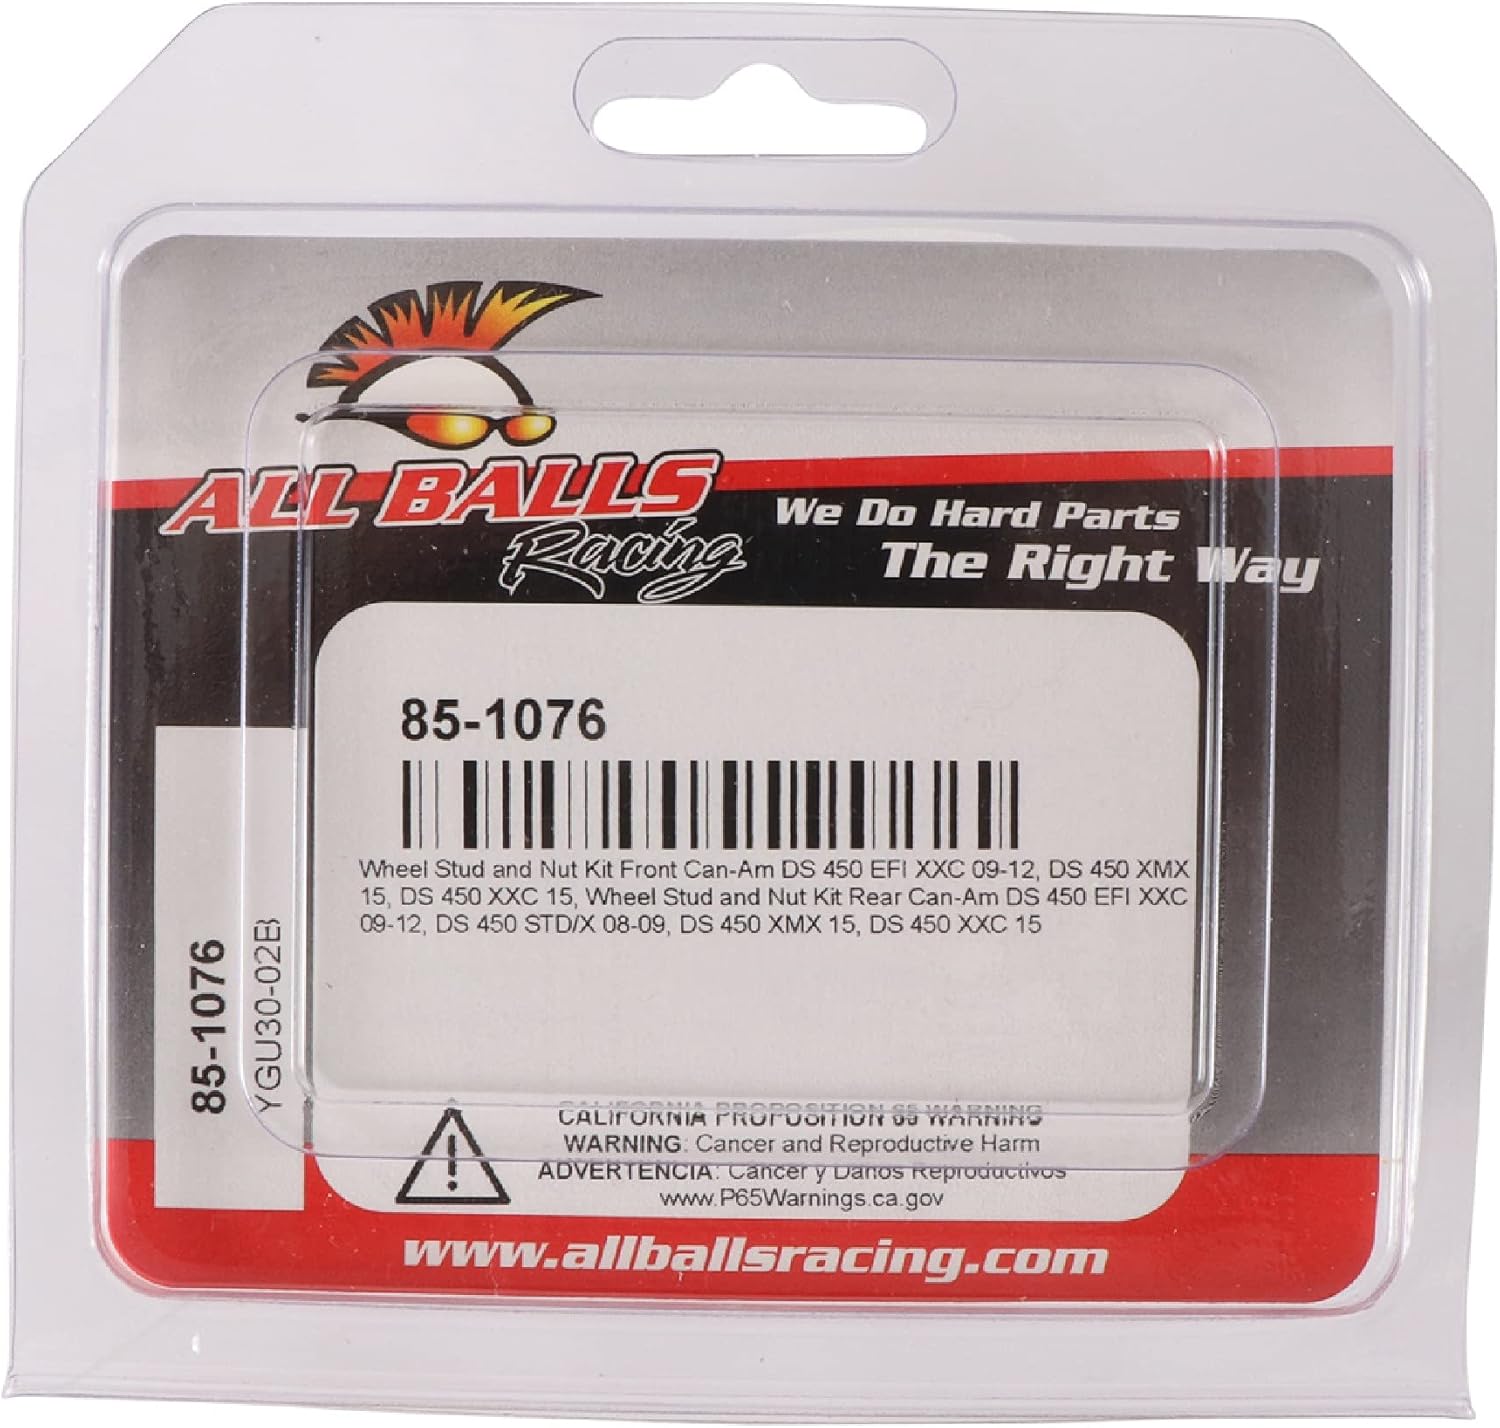 ALL BALLS
Racing
We Do Hard Parts
The Right Way
85-1076
Wheel Stud and Nut Kit Front Can-Am DS 450 EFI XXC 09-12, DS 450 XMX
15, DS 450 XXC 15, Wheel Stud and Nut Kit Rear Can-Am DS 450 EFI XXC
09-12, DS 450 STD/X 08-09, DS 450 XMX 15, DS 450 XXC 15
85-1076
YGU30-02B
CALIFORNIA PROPOSITION 65 WARNING
WARNING: Cancer and Reproductive Harm
ADVERTENCIA: Cancer y Danos Reproductivos
www.P65Warnings.ca.gov
www.allballsracing.com